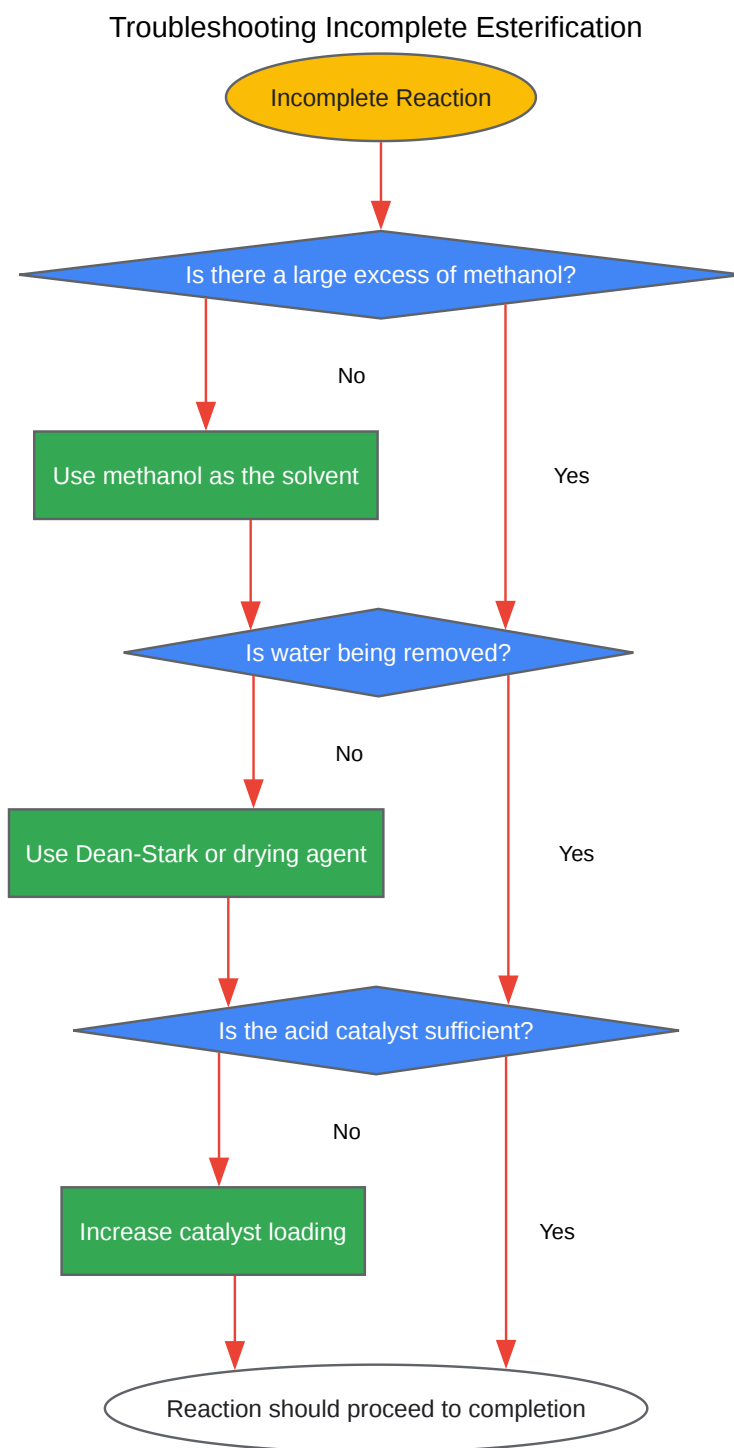 Troubleshooting Incomplete Esterification
Incomplete Reaction
Is there a large excess of methanol?
No
Use methanol as the solvent
Yes
Is water being removed?
No
Use Dean-Stark or drying agent
Yes
Is the acid catalyst sufficient?
No
Increase catalyst loading
Yes
Reaction should proceed to completion